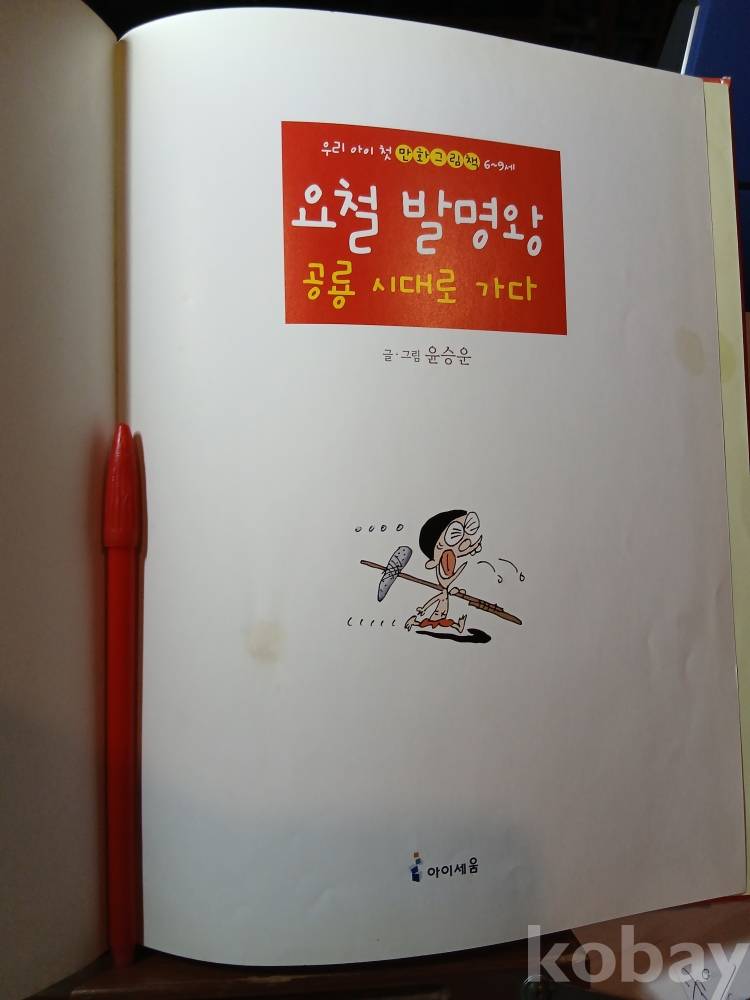 우리 아이 첫 만화그림책 6~9세
요철 발명왕
공룡 시대로 가다
글·그림 윤승운
아이세움
kobay